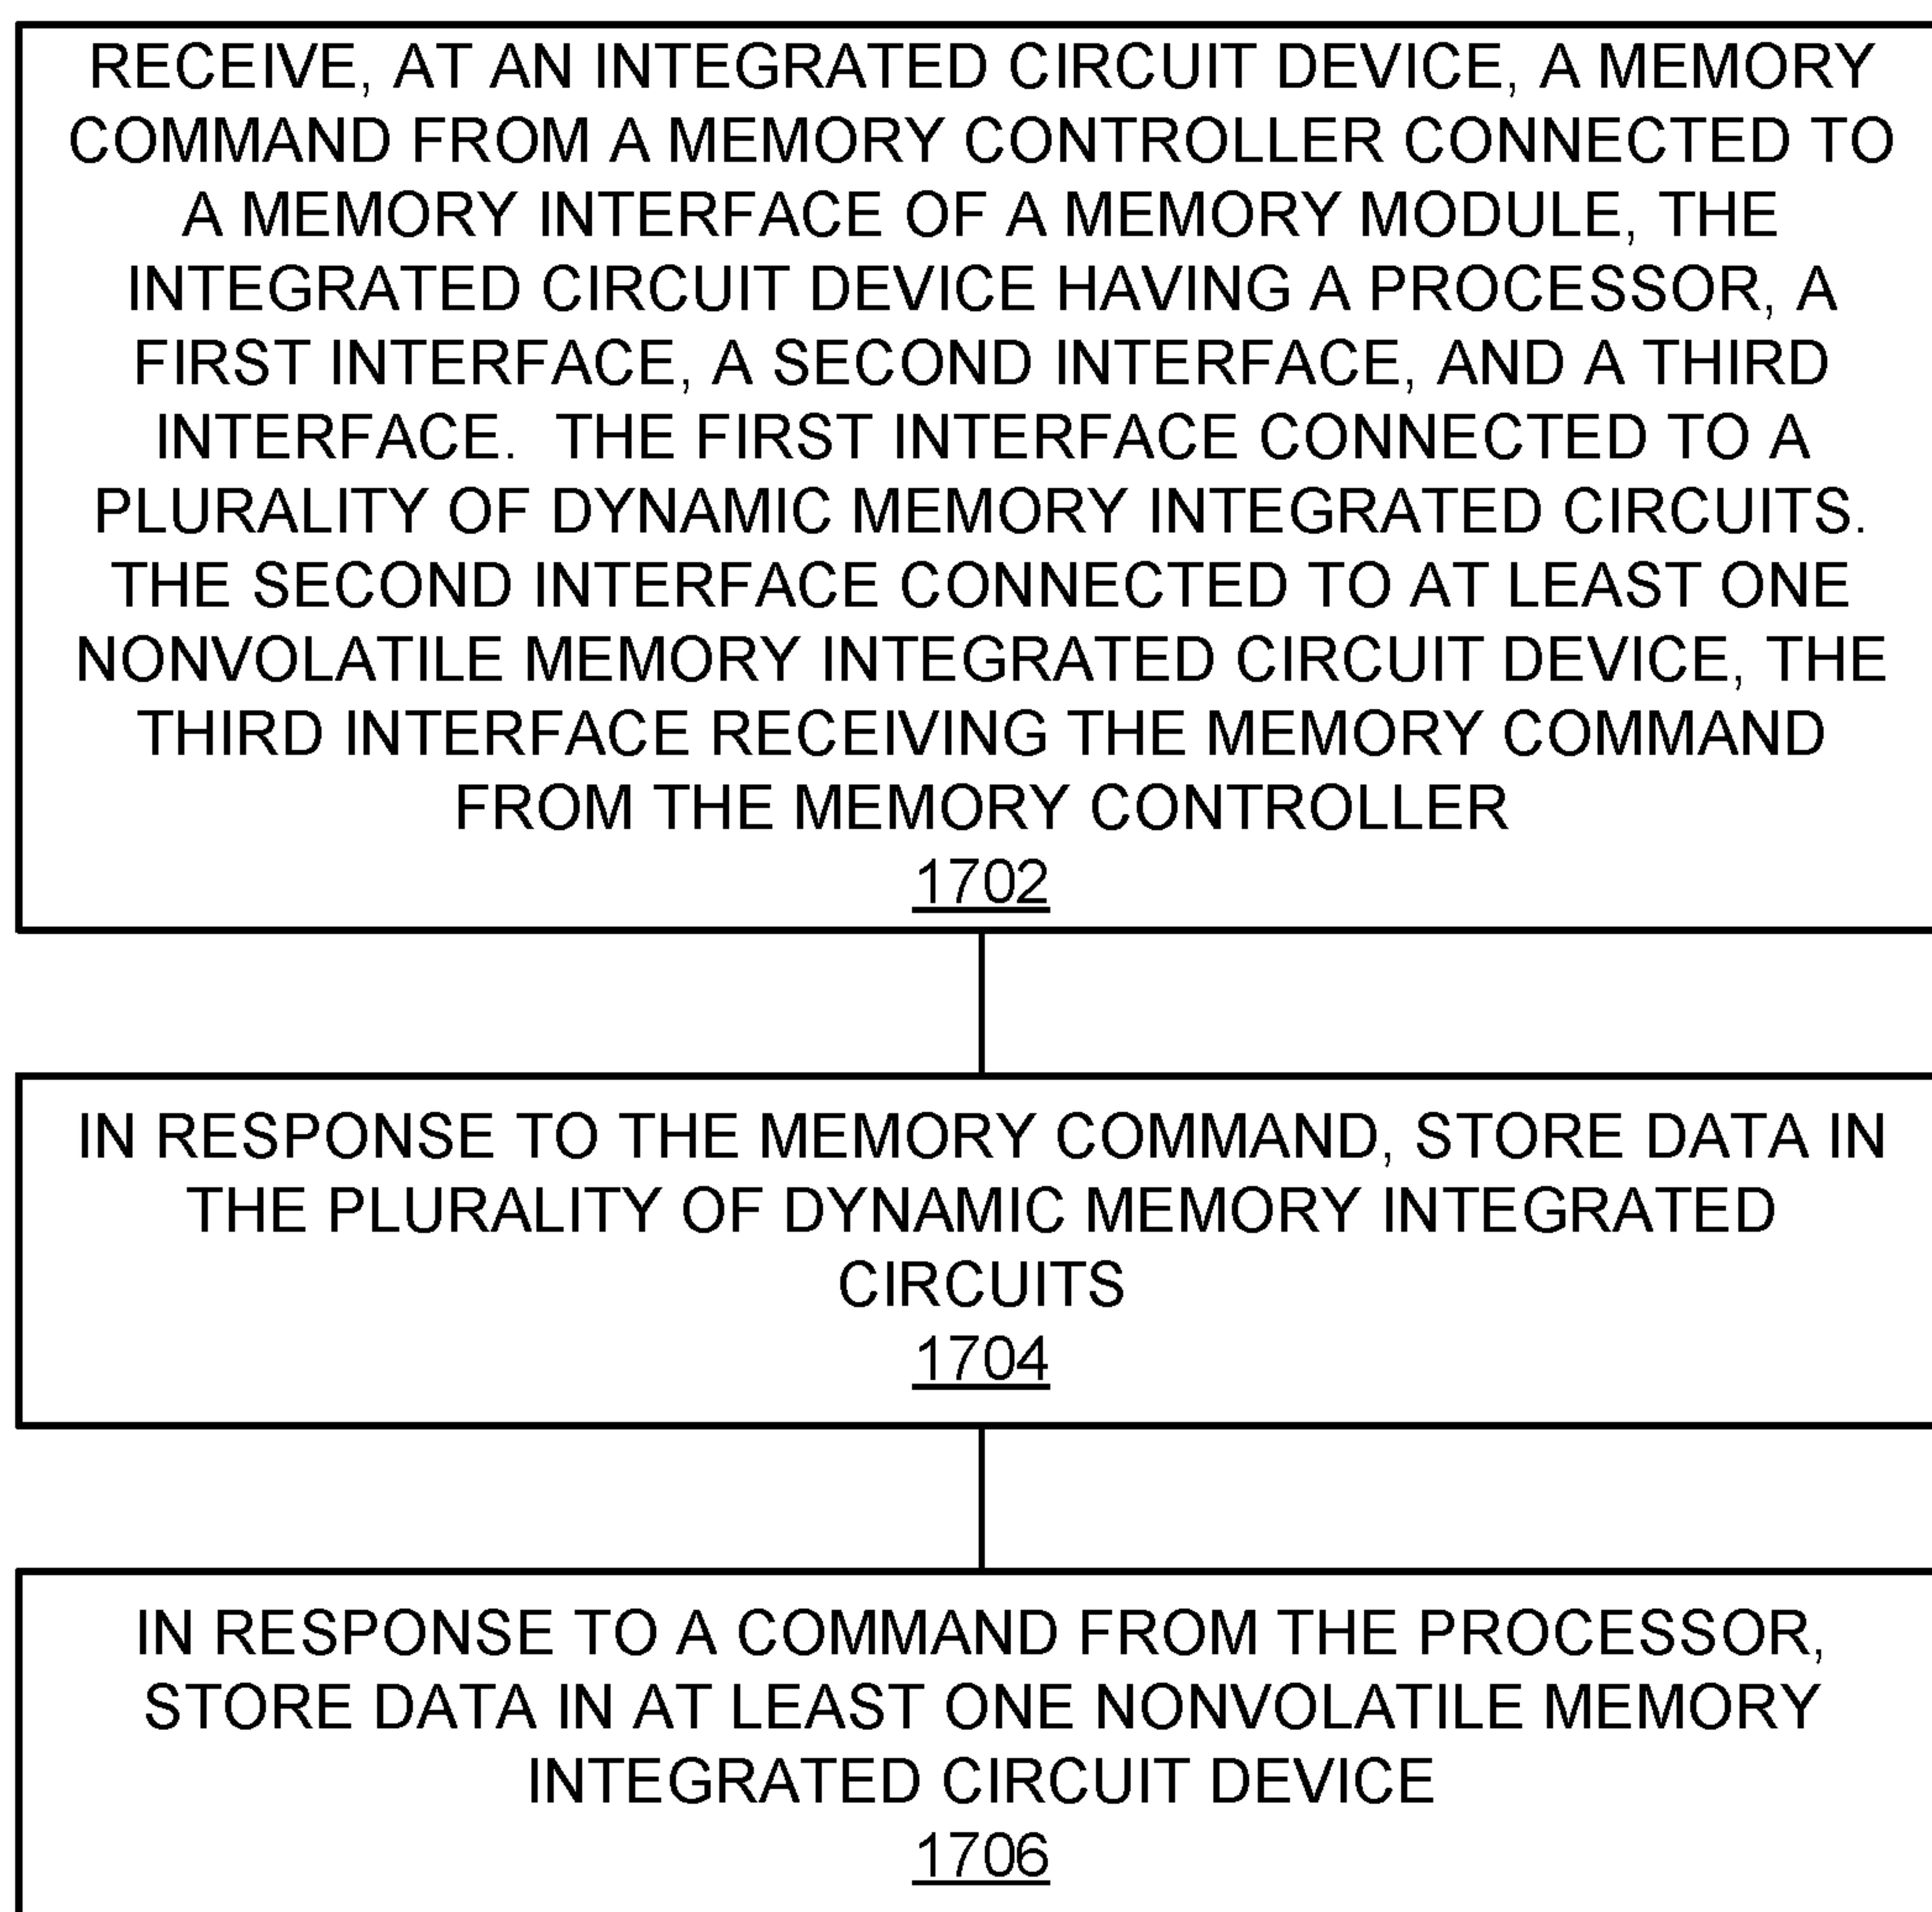 RECEIVE, AT AN INTEGRATED CIRCUIT DEVICE, A MEMORY
COMMAND FROM A MEMORY CONTROLLER CONNECTED TO
A MEMORY INTERFACE OF A MEMORY MODULE, THE
INTEGRATED CIRCUIT DEVICE HAVING A PROCESSOR, A
FIRST INTERFACE, A SECOND INTERFACE, AND A THIRD
INTERFACE.  THE FIRST INTERFACE CONNECTED TO A
PLURALITY OF DYNAMIC MEMORY INTEGRATED CIRCUITS.
THE SECOND INTERFACE CONNECTED TO AT LEAST ONE
NONVOLATILE MEMORY INTEGRATED CIRCUIT DEVICE, THE
THIRD INTERFACE RECEIVING THE MEMORY COMMAND
FROM THE MEMORY CONTROLLER
1702
IN RESPONSE TO THE MEMORY COMMAND, STORE DATA IN
THE PLURALITY OF DYNAMIC MEMORY INTEGRATED
CIRCUITS
1704
IN RESPONSE TO A COMMAND FROM THE PROCESSOR,
STORE DATA IN AT LEAST ONE NONVOLATILE MEMORY
INTEGRATED CIRCUIT DEVICE
1706